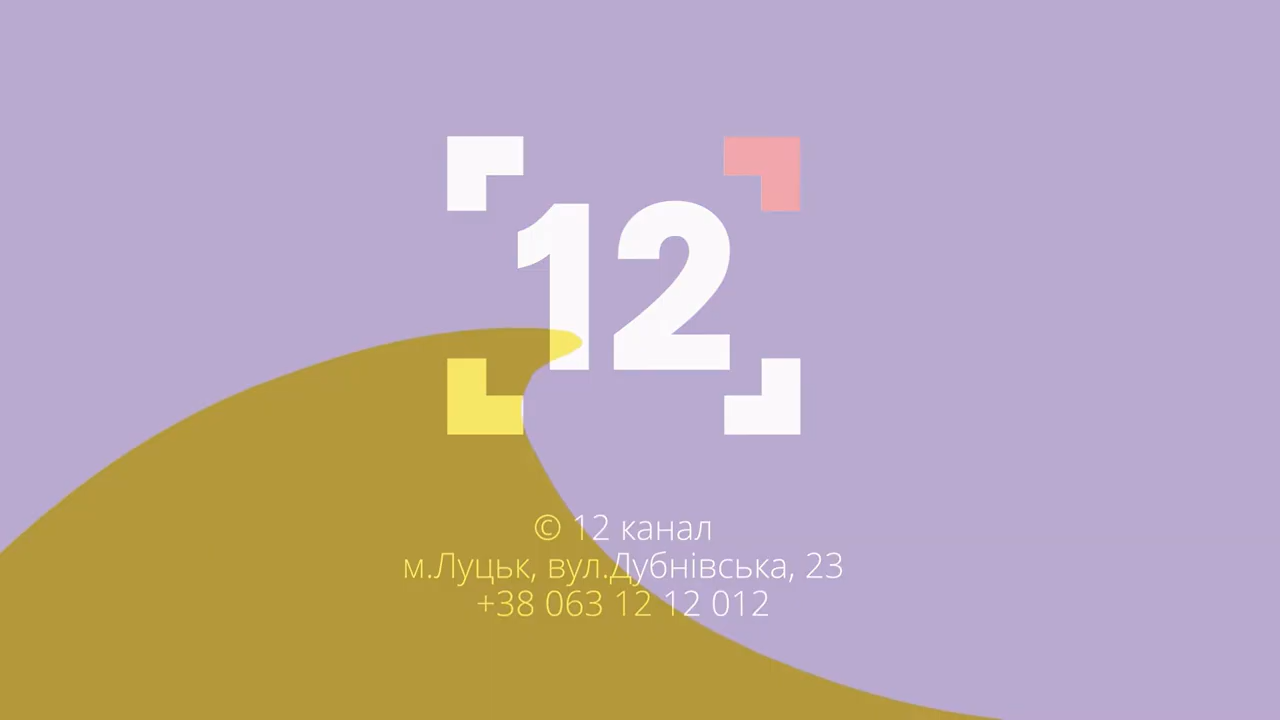 12
© 12 канал
м.Луцьк, вул.Дубнівська, 23
+38 063 12 12 012